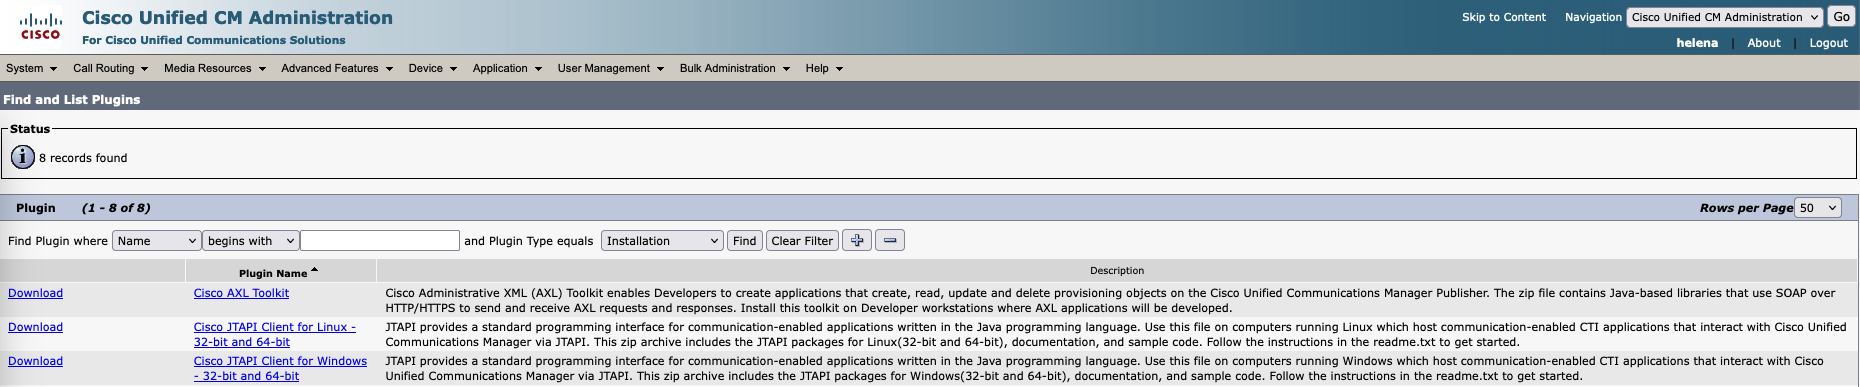 CISCO
Cisco Unified CM Administration
For Cisco Unified Communications Solutions
Skip to Content Navigation Cisco Unified CM Administration Go
helena | About | Logout
System Call Routing Media Resources Advanced Features Device Application User Management Bulk Administration Help
Find and List Plugins
Status
i 8 records found
Plugin (1 - 8 of 8) Rows per Page 50
Find Plugin where Name begins with and Plugin Type equals Installation Find Clear Filter
Plugin Name Description
Download Cisco AXL Toolkit Cisco Administrative XML (AXL) Toolkit enables Developers to create applications that create, read, update and delete provisioning objects on the Cisco Unified Communications Manager Publisher. The zip file contains Java-based libraries that use SOAP over
HTTP/HTTPS to send and receive AXL requests and responses. Install this toolkit on Developer workstations where AXL applications will be developed.
Download Cisco JTAPI Client for Linux - JTAPI provides a standard programming interface for communication-enabled applications written in the Java programming language. Use this file on computers running Linux which host communication-enabled CTI applications that interact with Cisco Unified
32-bit and 64-bit Communications Manager via JTAPI. This zip archive includes the JTAPI packages for Linux(32-bit and 64-bit), documentation, and sample code. Follow the instructions in the readme.txt to get started.
Download Cisco JTAPI Client for Windows JTAPI provides a standard programming interface for communication-enabled applications written in the Java programming language. Use this file on computers running Windows which host communication-enabled CTI applications that interact with Cisco
- 32-bit and 64-bit Unified Communications Manager via JTAPI. This zip archive includes the JTAPI packages for Windows(32-bit and 64-bit), documentation, and sample code. Follow the instructions in the readme.txt to get started.